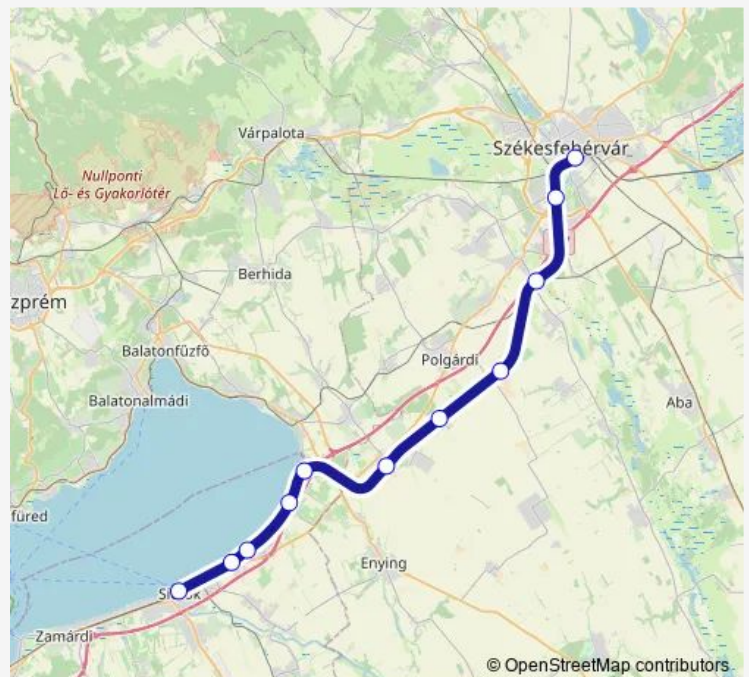 Várpalota
Székesfehérvár
Nullponti
Lő- és Gyakorlótér
Berhida
zprém
Balatonfűzfő
Polgárdi
Balatonalmádi
Aba
füred
Enying
Zamárdi
© OpenStreetMap contributors